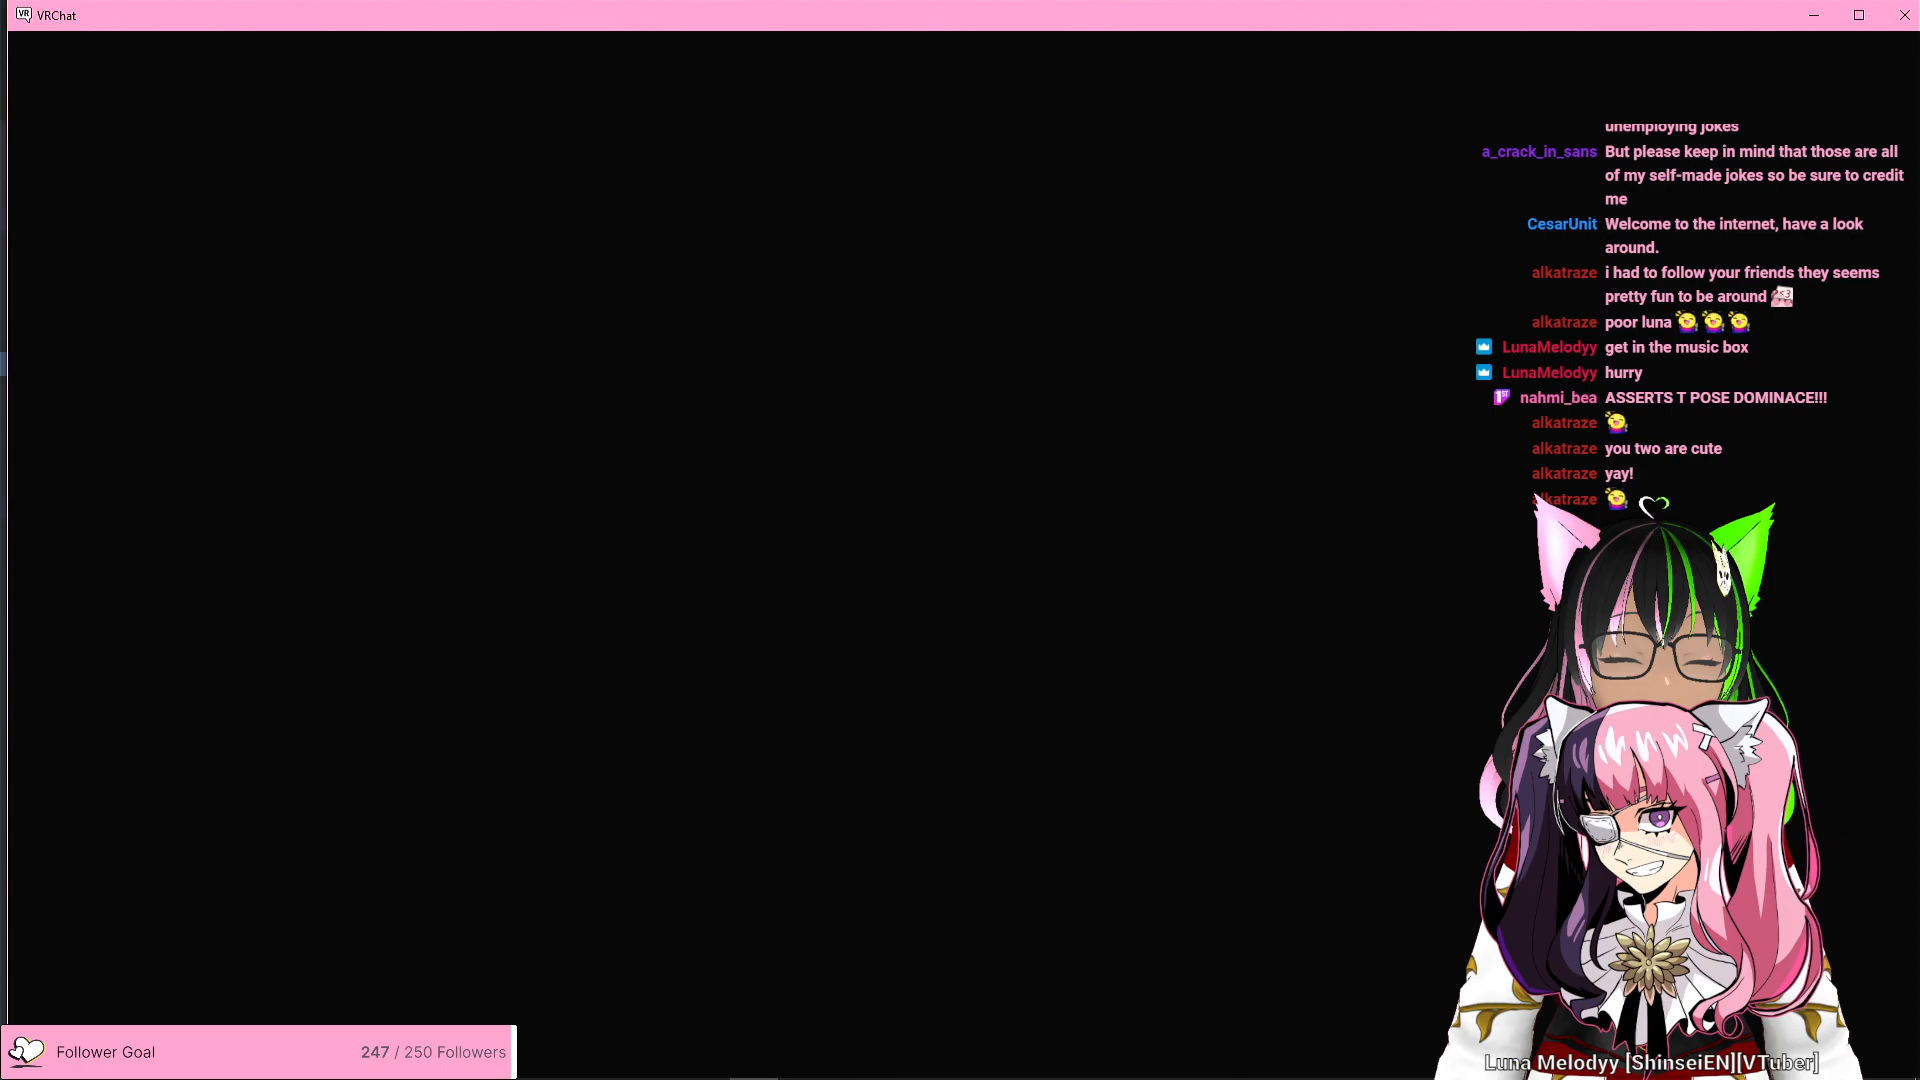 VRChat
unemploying jokes
a_crack_in_sans But please keep in mind that those are all
of my self-made jokes so be sure to credit
me
CesarUnit Welcome to the internet, have a look
around.
alkatraze i had to follow your friends they seems
pretty fun to be around
alkatraze poor luna
LunaMelodyy get in the music box
LunaMelodyy hurry
1ST nahmi_bea ASSERTS T POSE DOMINACE!!!
alkatraze
alkatraze you two are cute
alkatraze yay!
alkatraze
Follower Goal 247 / 250 Followers
Luna Melodyy [ShinseiEN][VTuber]